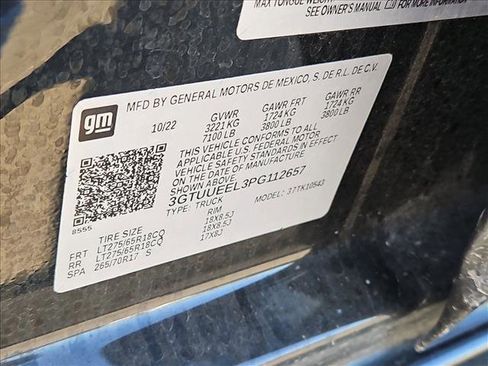 MAX TONGUE WEIGHT
SEE OWNER'S MANUAL FOR MORE
gm
MFD BY GENERAL MOTORS DE MEXICO, S. DE R.L. DE C.V.
10/22 GVWR GAWR FRT GAWR RR
3221 KG 1724 KG 1724 KG
7100 LB 3800 LB 3800 LB
THIS VEHICLE CONFORMS TO ALL
APPLICABLE U.S. FEDERAL MOTOR
VEHICLE SAFETY STANDARDS IN EFFECT
ON THE DATE OF MANUFACTURE
3GTUUEEL3PG112657
TYPE: TRUCK MODEL: 37TK10543
8555
TIRE SIZE RIM
FRT LT275/65R18CQ 18X8.5J
RR LT275/65R18CQ 18X8.5J
SPA 265/70R17 S 17X8J